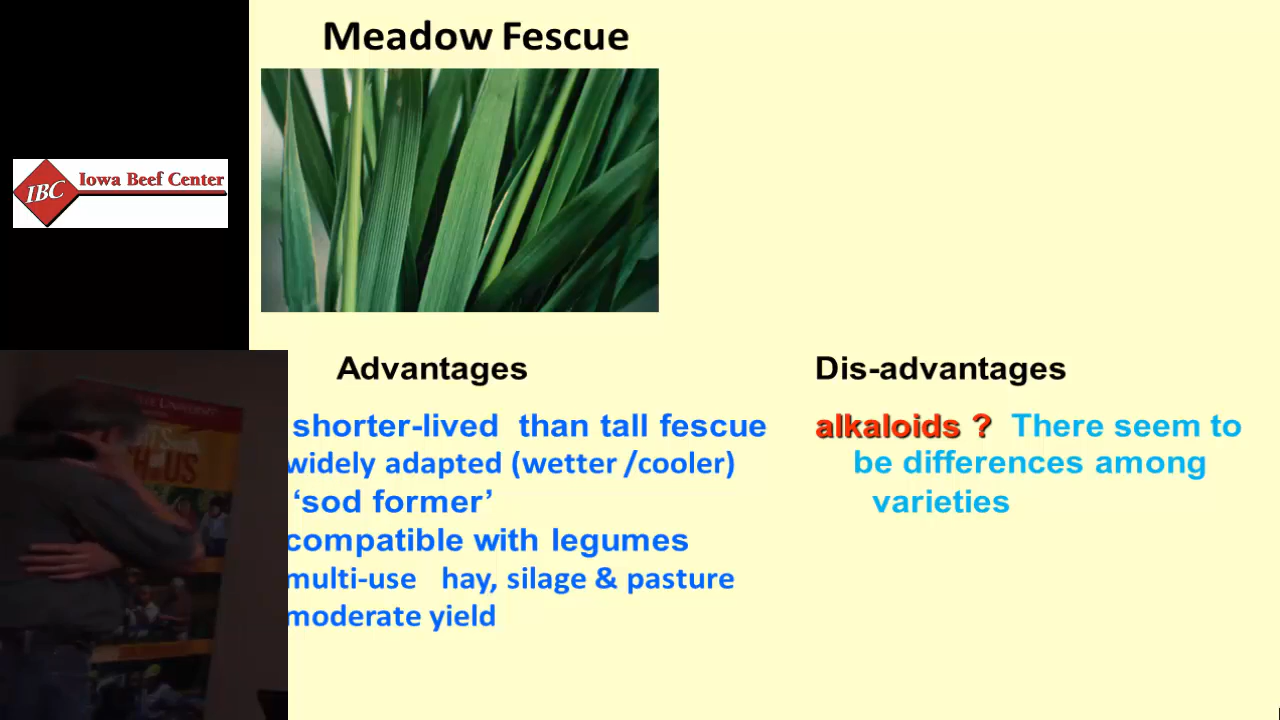 Meadow Fescue
IBC
Iowa Beef Center
Advantages
shorter-lived than tall fescue
widely adapted (wetter /cooler)
‘sod former’
compatible with legumes
multi-use hay, silage & pasture
moderate yield
Dis-advantages
alkaloids ? There seem to
be differences among
varieties
US